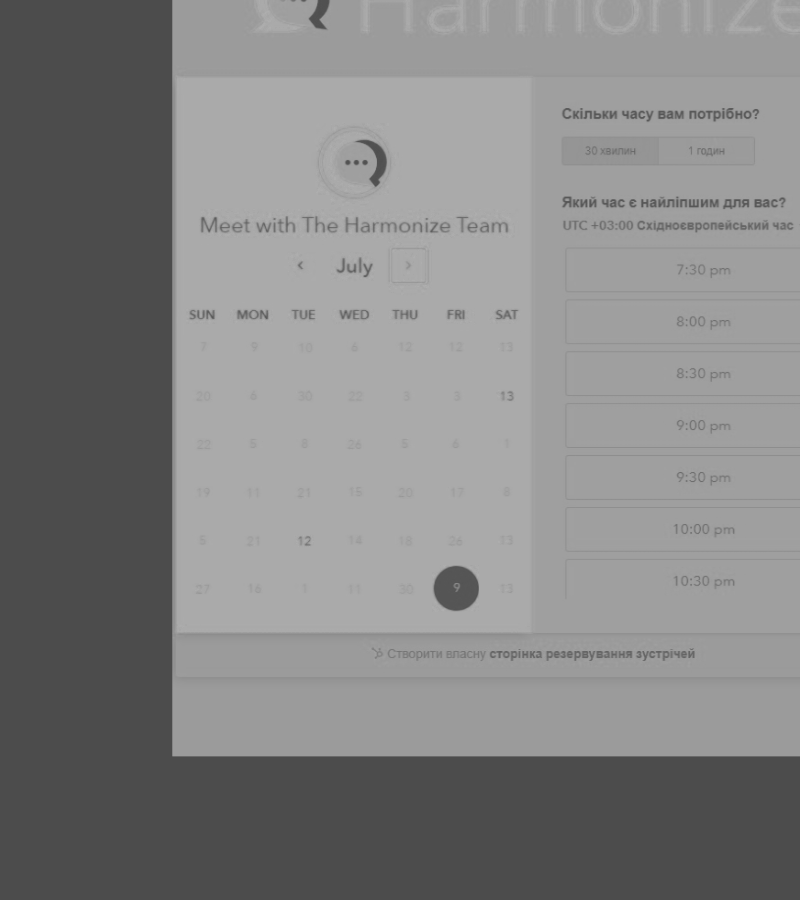 Harmonize
Meet with The Harmonize Team
July
SUN MON TUE WED THU FRI SAT
7 9 10 6 12 12 13
20 6 30 22 3 3 13
22 5 8 26 5 6 1
19 11 21 15 20 17 8
5 21 12 14 18 26 13
27 16 1 11 30 9 13
Скільки часу вам потрібно?
30 хвилин 1 годин
Який час є найліпшим для вас?
UTC +03:00 Східноєвропейський час
7:30 pm
8:00 pm
8:30 pm
9:00 pm
9:30 pm
10:00 pm
10:30 pm
Створити власну сторінка резервування зустрічей